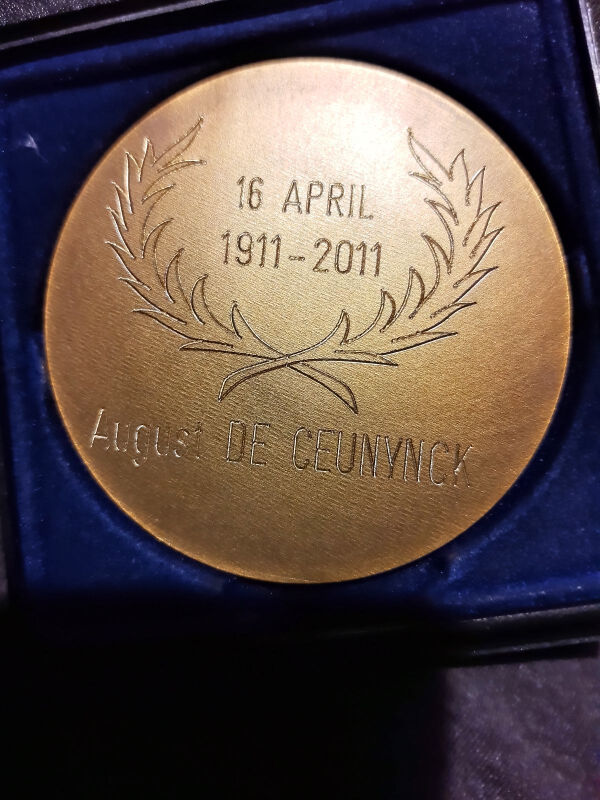 16 APRIL
1911-2011
August DE CEUNYNCK